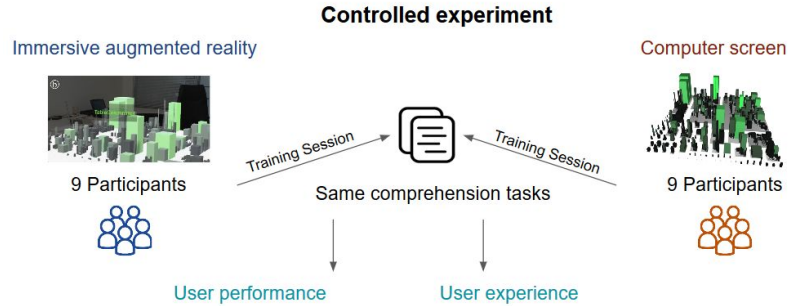 Controlled experiment
Immersive augmented reality
Computer screen
Training Session
Training Session
9 Participants
Same comprehension tasks
9 Participants
User performance
User experience